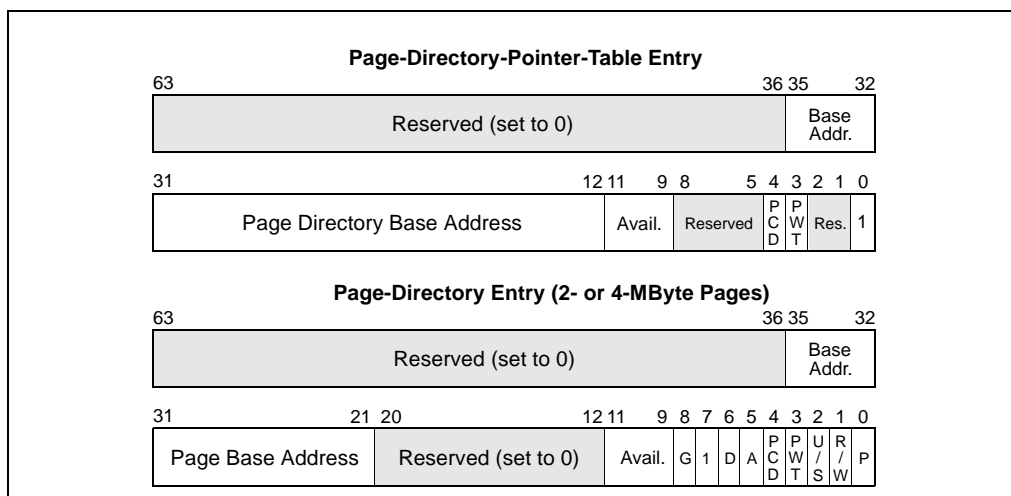 Page-Directory-Pointer-Table Entry
63 36 35 32
Reserved (set to 0) Base Addr.
31 12 11 9 8 5 4 3 2 1 0
Page Directory Base Address Avail. Reserved PCD PWT Res. 1
Page-Directory Entry (2- or 4-MByte Pages)
63 36 35 32
Reserved (set to 0) Base Addr.
31 21 20 12 11 9 8 7 6 5 4 3 2 1 0
Page Base Address Reserved (set to 0) Avail. G 1 D A PCD PWT U/S R/W P